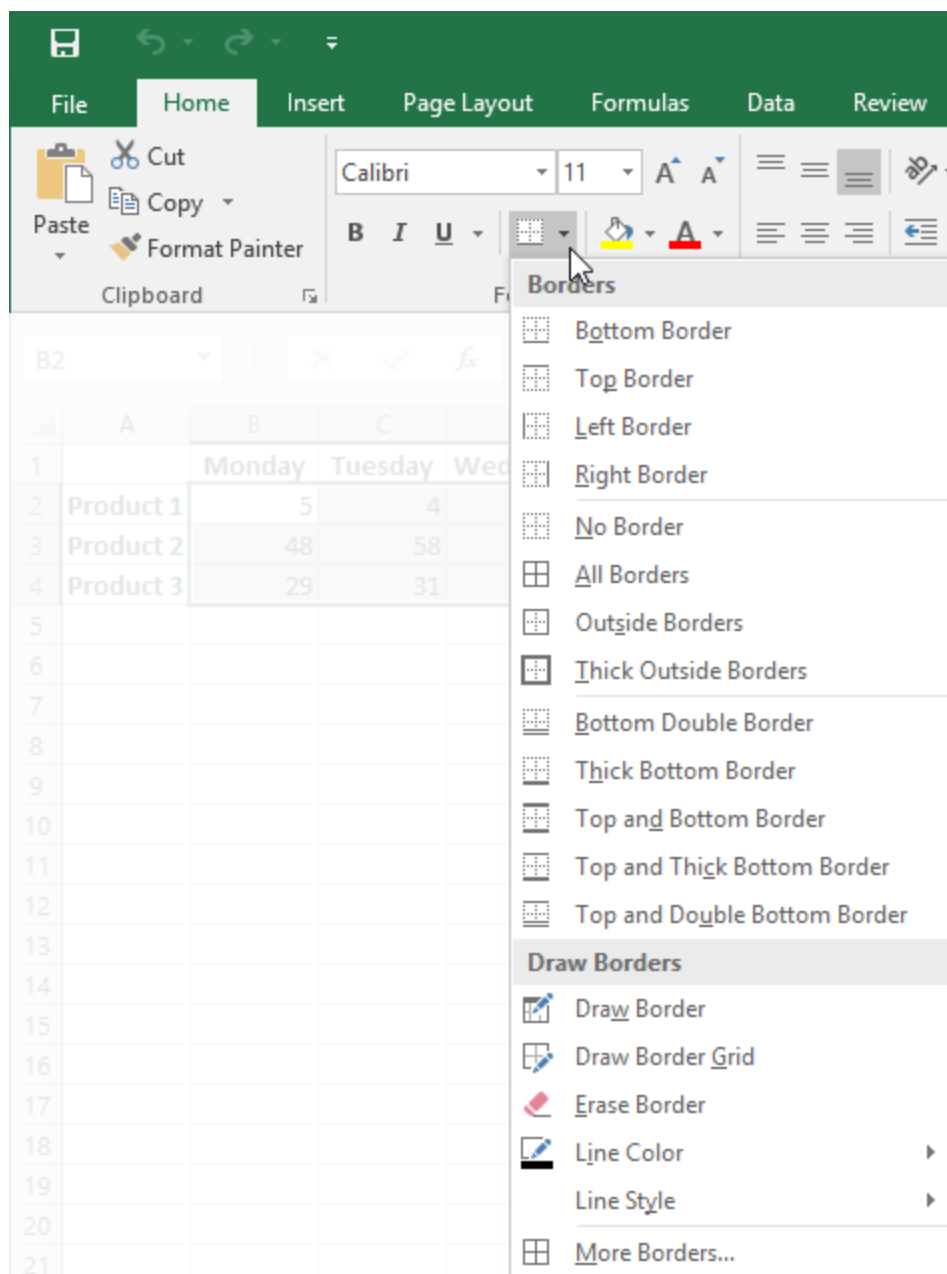 File Home Insert Page Layout Formulas Data Review
Cut
Copy
Paste
Format Painter
Clipboard
Calibri 11
B I U A
Borders
Bottom Border
Top Border
Left Border
Right Border
No Border
All Borders
Outside Borders
Thick Outside Borders
Bottom Double Border
Thick Bottom Border
Top and Bottom Border
Top and Thick Bottom Border
Top and Double Bottom Border
Draw Borders
Draw Border
Draw Border Grid
Erase Border
Line Color
Line Style
More Borders...
B2 fx
A B C
1 Monday Tuesday Wed
2 Product 1 5 4
3 Product 2 48 58
4 Product 3 29 31
5
6
7
8
9
10
11
12
13
14
15
16
17
18
19
20
21